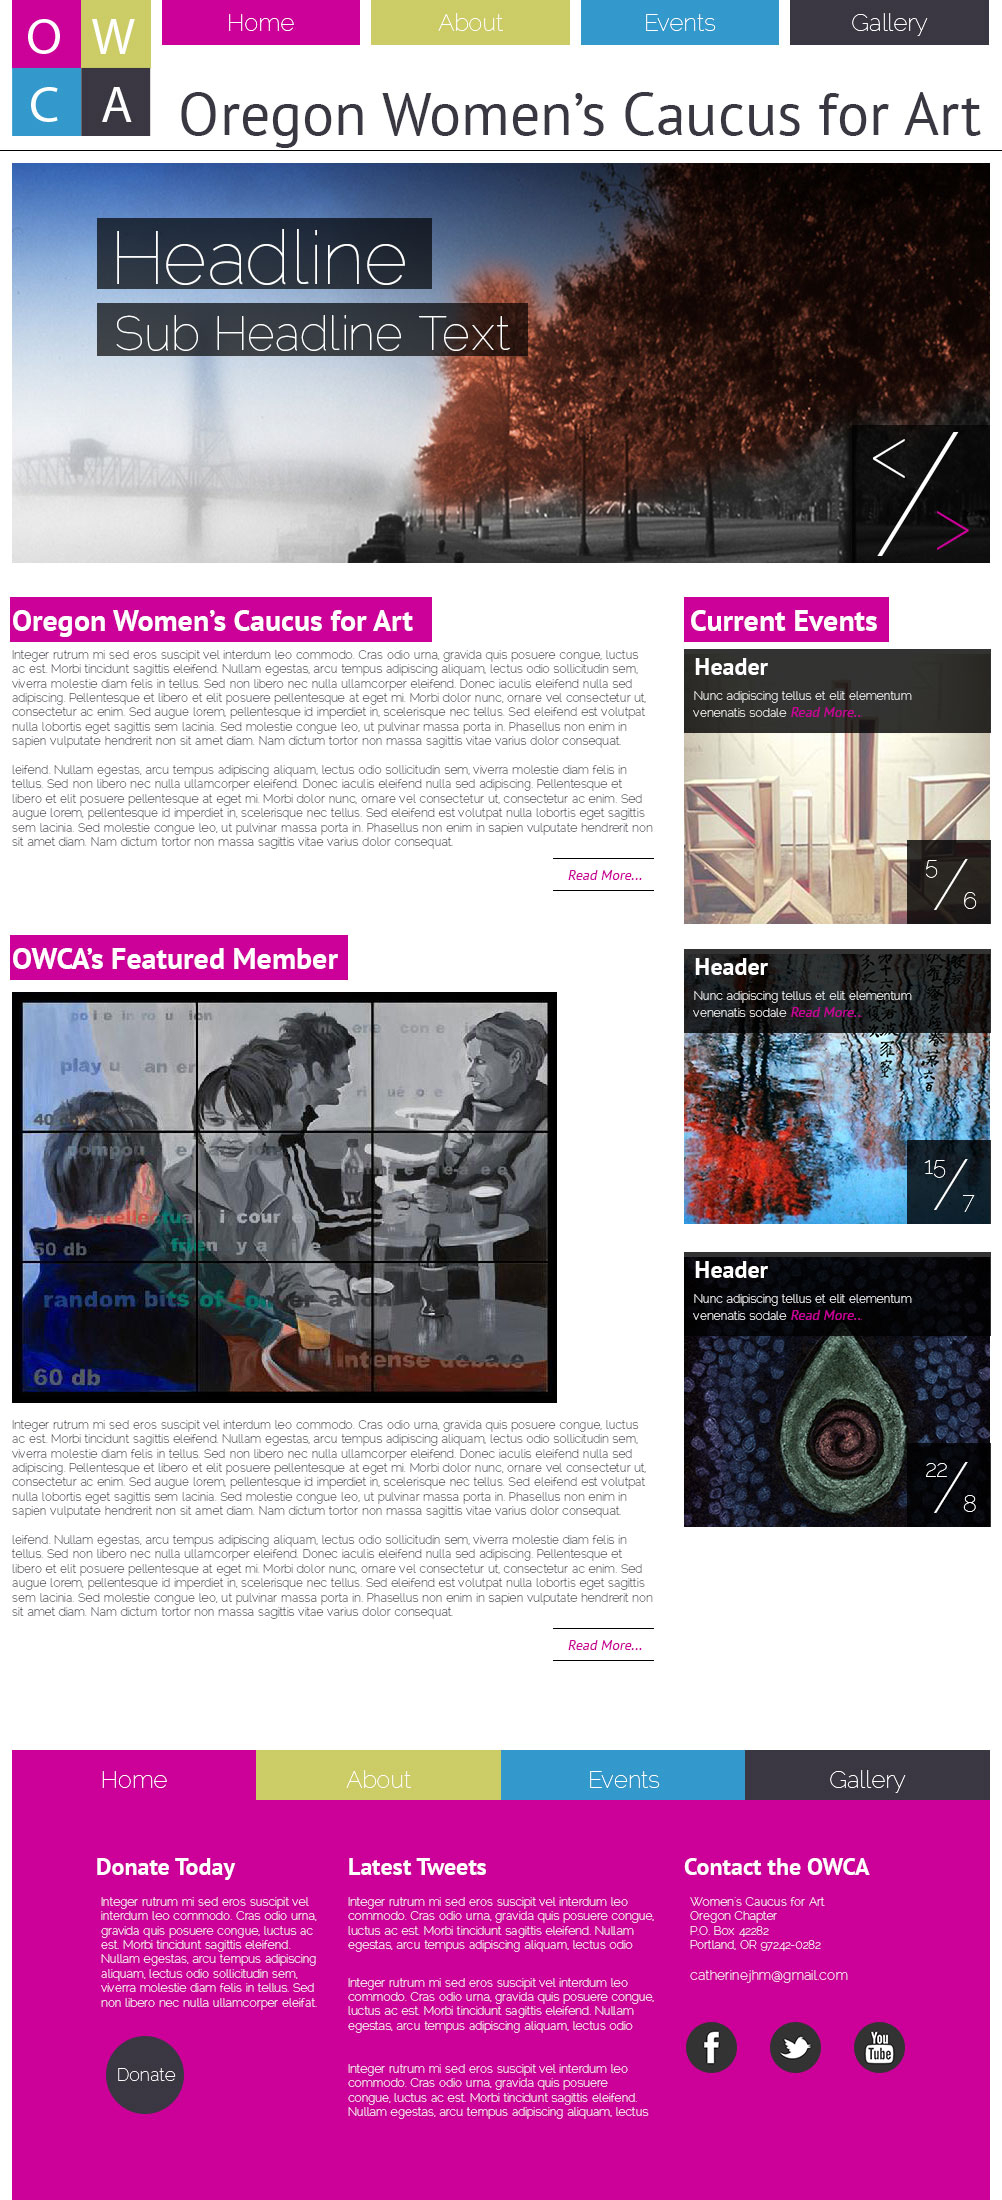 O W
C A
Home About Events Gallery
Oregon Women's Caucus for Art
Headline
Sub Headline Text
< / >
Oregon Women's Caucus for Art
Integer rutrum mi sed eros suscipit vel interdum leo commodo. Cras odio urna, gravida quis posuere congue, luctus
ac est. Morbi tincidunt sagittis eleifend. Nullam egestas, arcu tempus adipiscing aliquam, lectus odio sollicitudin sem,
viverra molestie diam felis in tellus. Sed non libero nec nulla ullamcorper eleifend. Donec iaculis eleifend nulla sed
adipiscing. Pellentesque et libero et elit posuere pellentesque at eget mi. Morbi dolor nunc, ornare vel consectetur ut,
consectetur ac enim. Sed augue lorem, pellentesque id imperdiet in, scelerisque nec tellus. Sed eleifend est volutpat
nulla lobortis eget sagittis sem lacinia. Sed molestie congue leo, ut pulvinar massa porta in. Phasellus non enim in
sapien vulputate hendrerit non sit amet diam. Nam dictum tortor non massa sagittis vitae varius dolor consequat.
leifend. Nullam egestas, arcu tempus adipiscing aliquam, lectus odio sollicitudin sem, viverra molestie diam felis in
tellus. Sed non libero nec nulla ullamcorper eleifend. Donec iaculis eleifend nulla sed adipiscing. Pellentesque et
libero et elit posuere pellentesque at eget mi. Morbi dolor nunc, ornare vel consectetur ut, consectetur ac enim. Sed
augue lorem, pellentesque id imperdiet in, scelerisque nec tellus. Sed eleifend est volutpat nulla lobortis eget sagittis
sem lacinia. Sed molestie congue leo, ut pulvinar massa porta in. Phasellus non enim in sapien vulputate hendrerit non
sit amet diam. Nam dictum tortor non massa sagittis vitae varius dolor consequat.
Read More...
OWCA's Featured Member
play u an er
50 db
random bits of
intense debate
60 db
Integer rutrum mi sed eros suscipit vel interdum leo commodo. Cras odio urna, gravida quis posuere congue, luctus
ac est. Morbi tincidunt sagittis eleifend. Nullam egestas, arcu tempus adipiscing aliquam, lectus odio sollicitudin sem,
viverra molestie diam felis in tellus. Sed non libero nec nulla ullamcorper eleifend. Donec iaculis eleifend nulla sed
adipiscing. Pellentesque et libero et elit posuere pellentesque at eget mi. Morbi dolor nunc, ornare vel consectetur ut,
consectetur ac enim. Sed augue lorem, pellentesque id imperdiet in, scelerisque nec tellus. Sed eleifend est volutpat
nulla lobortis eget sagittis sem lacinia. Sed molestie congue leo, ut pulvinar massa porta in. Phasellus non enim in
sapien vulputate hendrerit non sit amet diam. Nam dictum tortor non massa sagittis vitae varius dolor consequat.
leifend. Nullam egestas, arcu tempus adipiscing aliquam, lectus odio sollicitudin sem, viverra molestie diam felis in
tellus. Sed non libero nec nulla ullamcorper eleifend. Donec iaculis eleifend nulla sed adipiscing. Pellentesque et
libero et elit posuere pellentesque at eget mi. Morbi dolor nunc, ornare vel consectetur ut, consectetur ac enim. Sed
augue lorem, pellentesque id imperdiet in, scelerisque nec tellus. Sed eleifend est volutpat nulla lobortis eget sagittis
sem lacinia. Sed molestie congue leo, ut pulvinar massa porta in. Phasellus non enim in sapien vulputate hendrerit non
sit amet diam. Nam dictum tortor non massa sagittis vitae varius dolor consequat.
Read More...
Current Events
Header
Nunc adipiscing tellus et elit elementum
venenatis sodale Read More..
5/6
Header
Nunc adipiscing tellus et elit elementum
venenatis sodale Read More..
15/7
Header
Nunc adipiscing tellus et elit elementum
venenatis sodale Read More..
22/8
Home About Events Gallery
Donate Today
Integer rutrum mi sed eros suscipit vel
interdum leo commodo. Cras odio urna,
gravida quis posuere congue, luctus ac
est. Morbi tincidunt sagittis eleifend.
Nullam egestas, arcu tempus adipiscing
aliquam, lectus odio sollicitudin sem,
viverra molestie diam felis in tellus. Sed
non libero nec nulla ullamcorper eleifat.
Donate
Latest Tweets
Integer rutrum mi sed eros suscipit vel interdum leo
commodo. Cras odio urna, gravida quis posuere congue,
luctus ac est. Morbi tincidunt sagittis eleifend. Nullam
egestas, arcu tempus adipiscing aliquam, lectus odio
Integer rutrum mi sed eros suscipit vel interdum leo
commodo. Cras odio urna, gravida quis posuere congue,
luctus ac est. Morbi tincidunt sagittis eleifend. Nullam
egestas, arcu tempus adipiscing aliquam, lectus odio
Integer rutrum mi sed eros suscipit vel interdum leo
commodo. Cras odio urna, gravida quis posuere
congue, luctus ac est. Morbi tincidunt sagittis eleifend.
Nullam egestas, arcu tempus adipiscing aliquam, lectus
Contact the OWCA
Women's Caucus for Art
Oregon Chapter
P.O. Box 42282
Portland, OR 97242-0282
catherinejhm@gmail.com
f
You
Tube